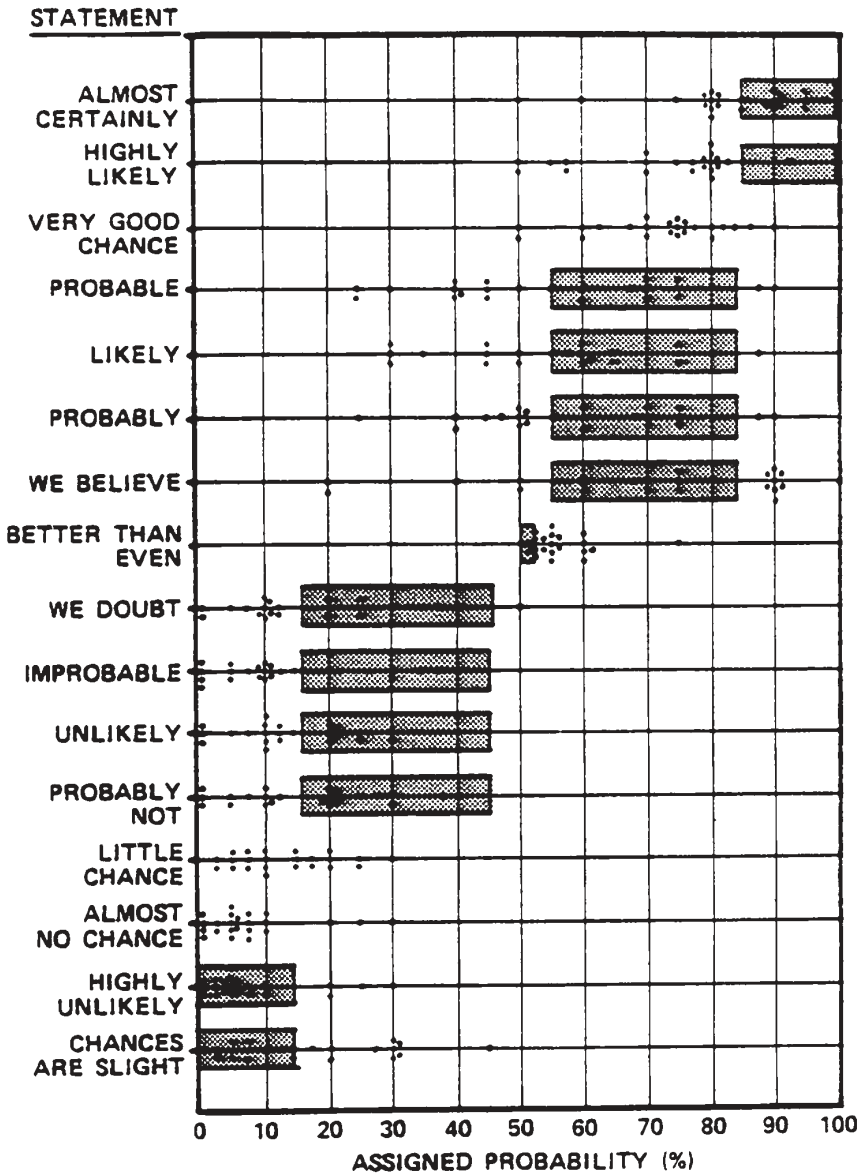 STATEMENT
ALMOST
CERTAINLY
HIGHLY
LIKELY
VERY GOOD
CHANCE
PROBABLE
LIKELY
PROBABLY
WE BELIEVE
BETTER THAN
EVEN
WE DOUBT
IMPROBABLE
UNLIKELY
PROBABLY
NOT
LITTLE
CHANCE
ALMOST
NO CHANCE
HIGHLY
UNLIKELY
CHANCES
ARE SLIGHT
0 10 20 30 40 50 60 70 80 90 100
ASSIGNED PROBABILITY (%)